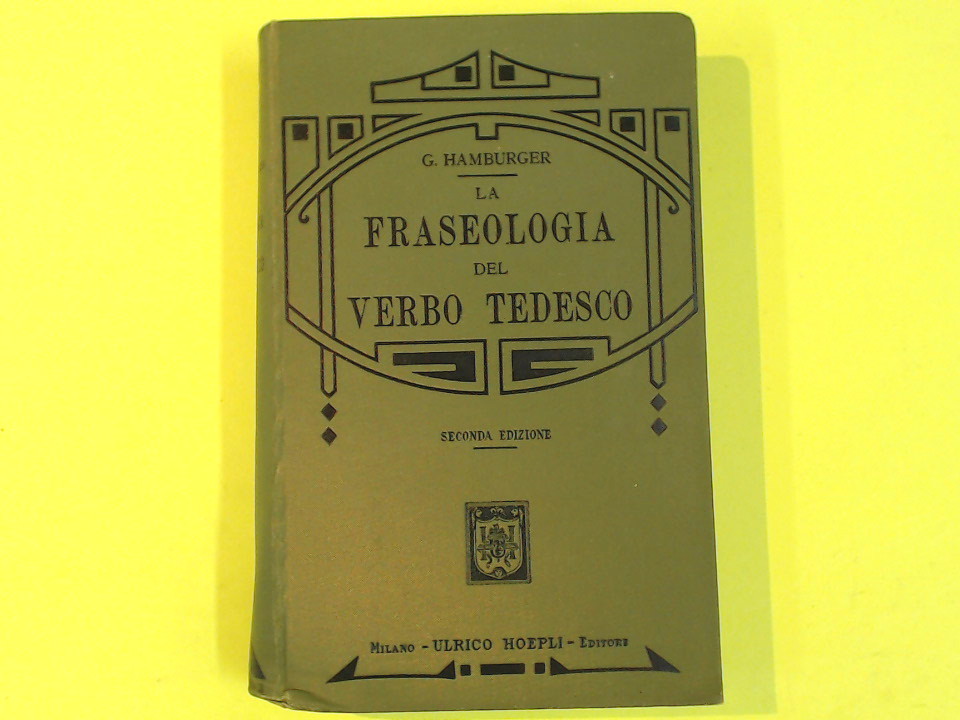 G. HAMBURGER
LA
FRASEOLOGIA
DEL
VERBO TEDESCO
SECONDA EDIZIONE
MILANO - ULRICO HOEPLI - EDITORE